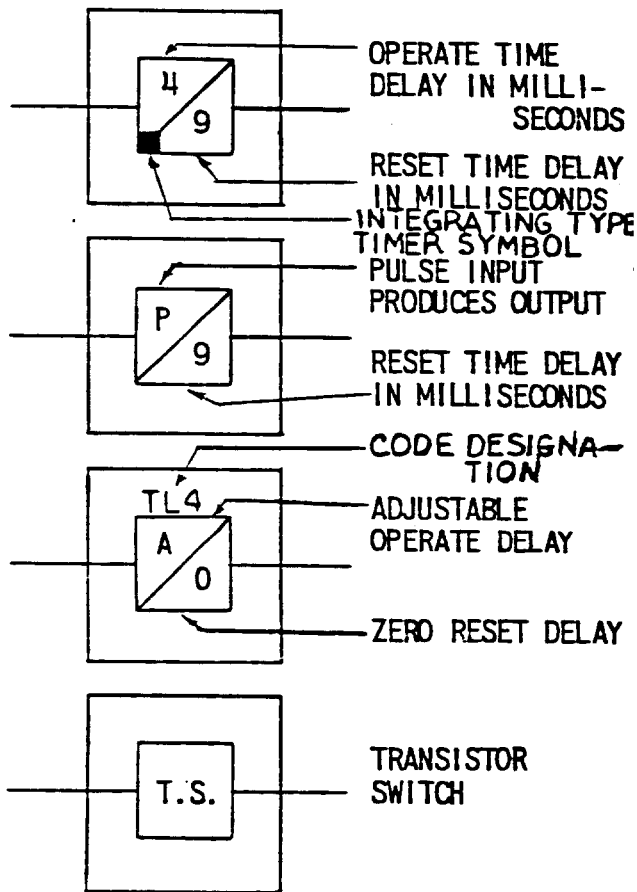 4
9
OPERATE TIME
DELAY IN MILLI-
SECONDS
RESET TIME DELAY
IN MILLISECONDS
INTEGRATING TYPE
TIMER SYMBOL
P
9
PULSE INPUT
PRODUCES OUTPUT
RESET TIME DELAY
IN MILLISECONDS
CODE DESIGNA-
TION
TL4
A
0
ADJUSTABLE
OPERATE DELAY
ZERO RESET DELAY
T.S.
TRANSISTOR
SWITCH